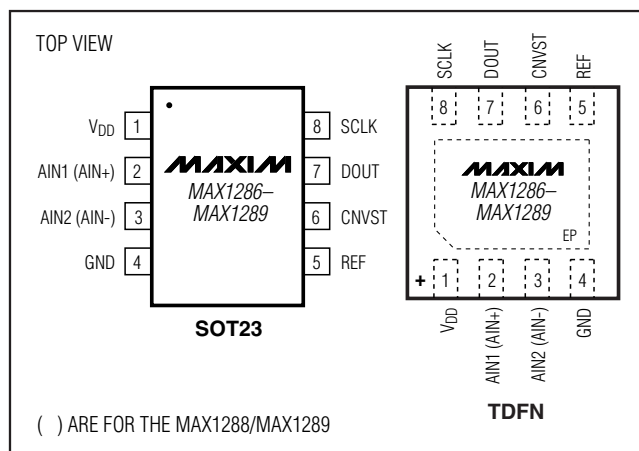 TOP VIEW
VDD 1
AIN1 (AIN+) 2
AIN2 (AIN-) 3
GND 4
MAXIM
MAX1286–
MAX1289
8 SCLK
7 DOUT
6 CNVST
5 REF
SOT23
SCLK DOUT CNVST REF
8 7 6 5
MAXIM
MAX1286–
MAX1289
EP
+ 1 2 3 4
VDD AIN1 (AIN+) AIN2 (AIN-) GND
TDFN
( ) ARE FOR THE MAX1288/MAX1289